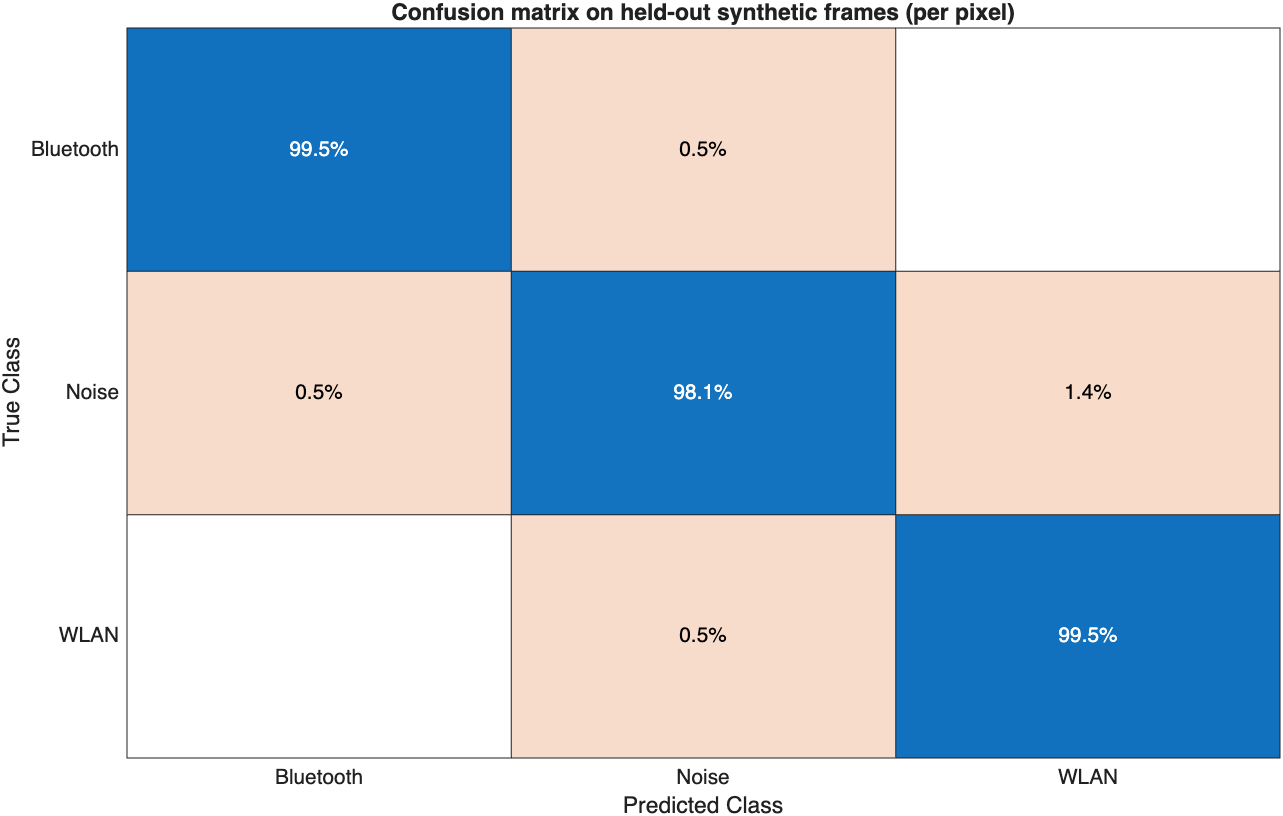 Confusion matrix on held-out synthetic frames (per pixel)
True Class
Bluetooth
99.5%
0.5%
Noise
0.5%
98.1%
1.4%
WLAN
0.5%
99.5%
Bluetooth
Noise
WLAN
Predicted Class